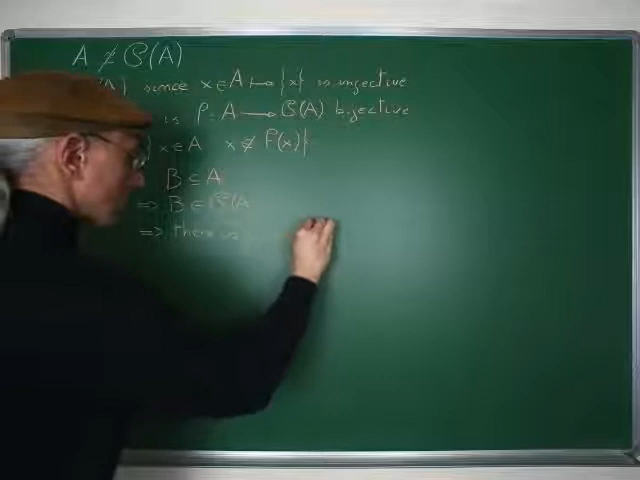 A ≁ P(A)
A) since x ∈ A ⟼ {x} is injective
is f : A ⟶ P(A) bijective
x ∈ A x ∉ f(x)}
B ⊆ A
=> B ∈ P(A
=> there is